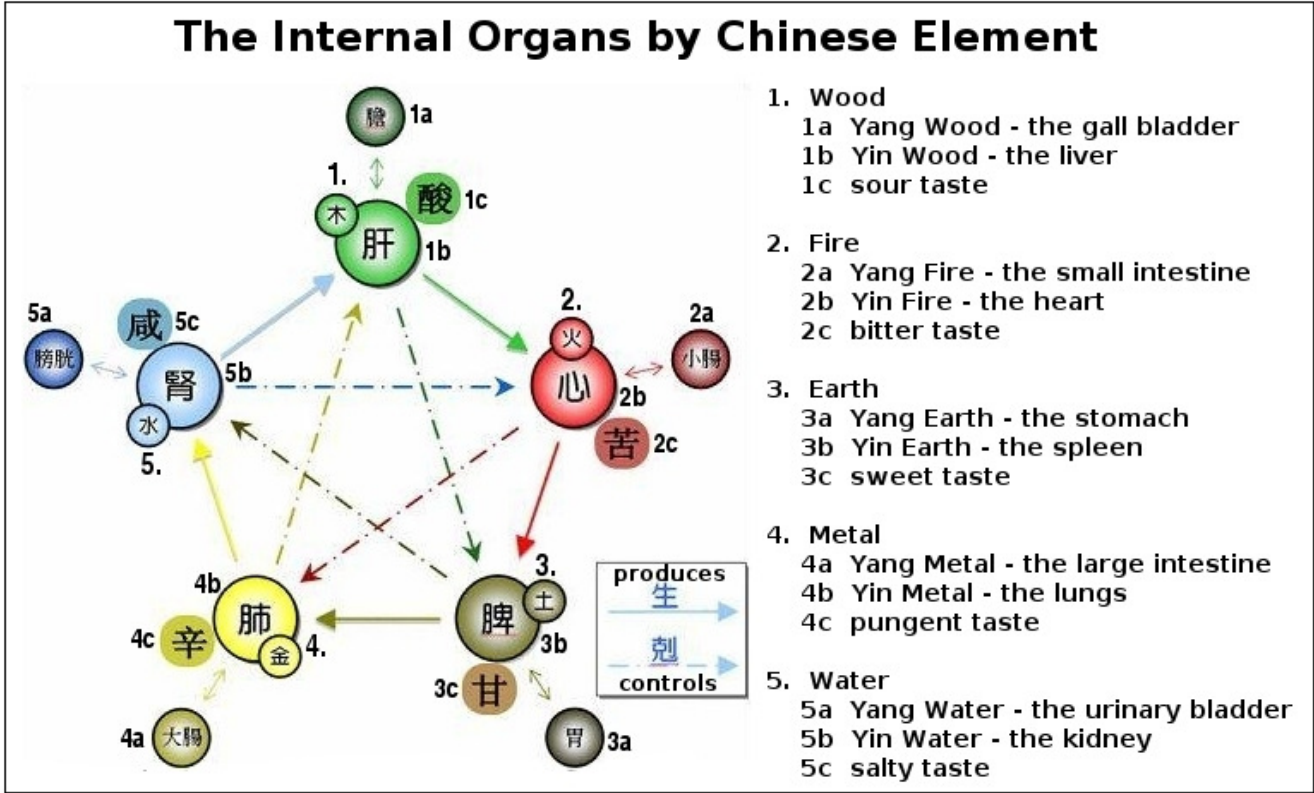 The Internal Organs by Chinese Element
膽 1a
1.
木
酸 1c
肝 1b
2.
火
2a
小腸
心 2b
苦 2c
5a
膀胱
咸 5c
腎 5b
水
5.
4b
肺
4c 辛
金 4.
4a 大腸
3.
土
脾 3b
3c 甘
胃 3a
produces
生
剋
controls
1. Wood
1a Yang Wood - the gall bladder
1b Yin Wood - the liver
1c sour taste
2. Fire
2a Yang Fire - the small intestine
2b Yin Fire - the heart
2c bitter taste
3. Earth
3a Yang Earth - the stomach
3b Yin Earth - the spleen
3c sweet taste
4. Metal
4a Yang Metal - the large intestine
4b Yin Metal - the lungs
4c pungent taste
5. Water
5a Yang Water - the urinary bladder
5b Yin Water - the kidney
5c salty taste